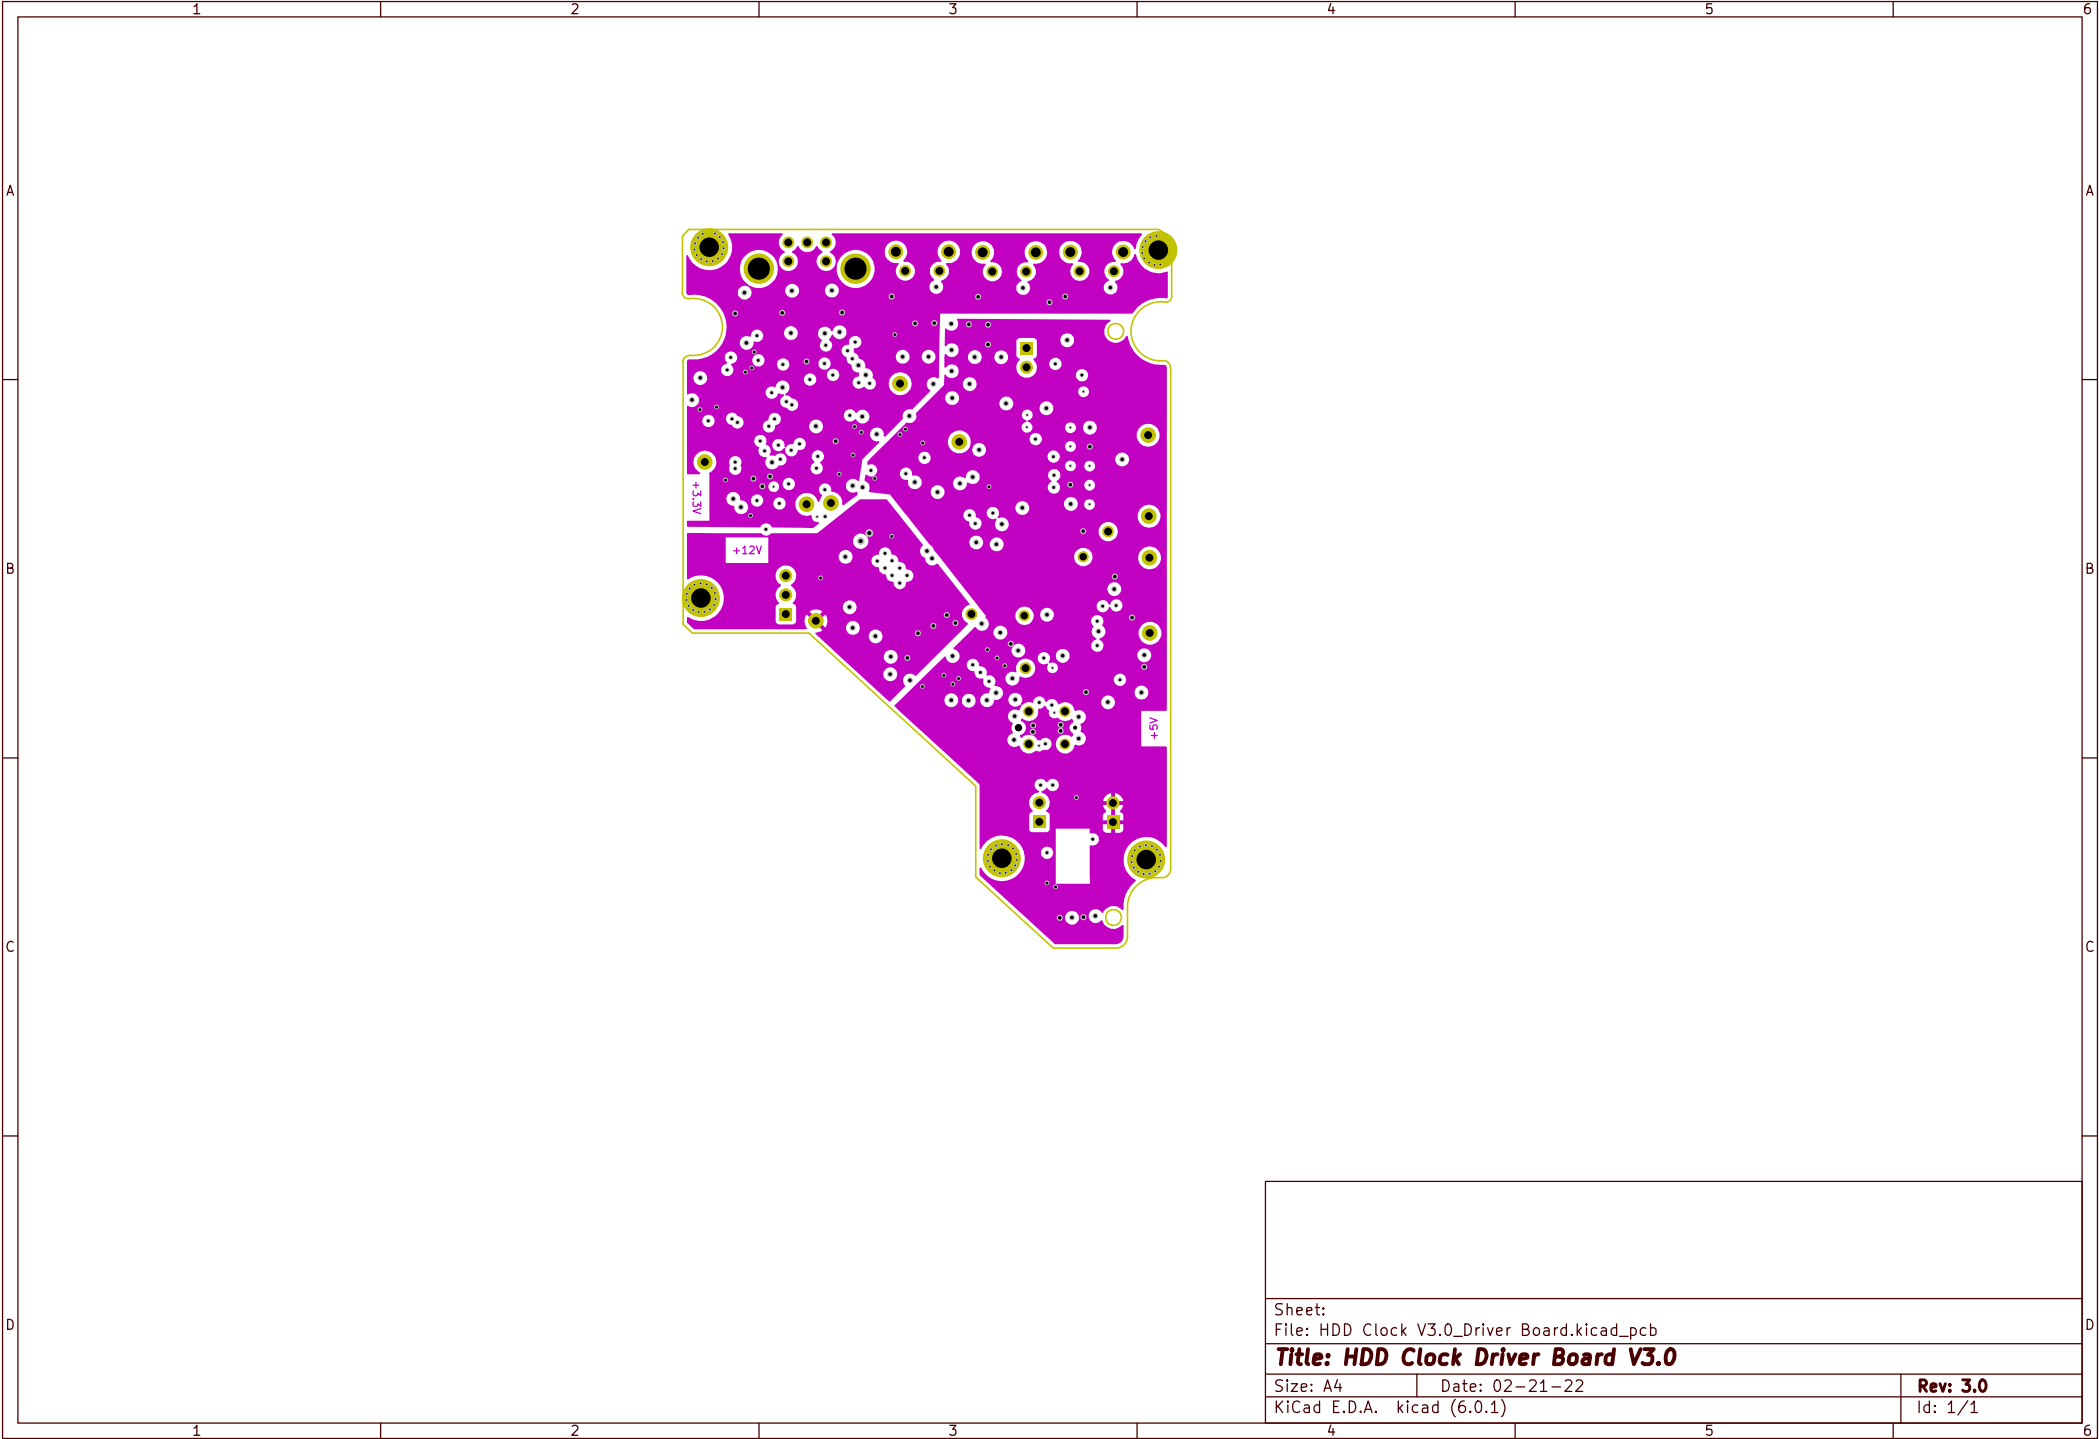 1 2 3 4 5 6
A A
+3.3V
+12V
B B
+5V
C C
Sheet:
File: HDD Clock V3.0_Driver Board.kicad_pcb
D D
Title: HDD Clock Driver Board V3.0
Size: A4 Date: 02-21-22 Rev: 3.0
KiCad E.D.A. kicad (6.0.1) Id: 1/1
1 2 3 4 5 6